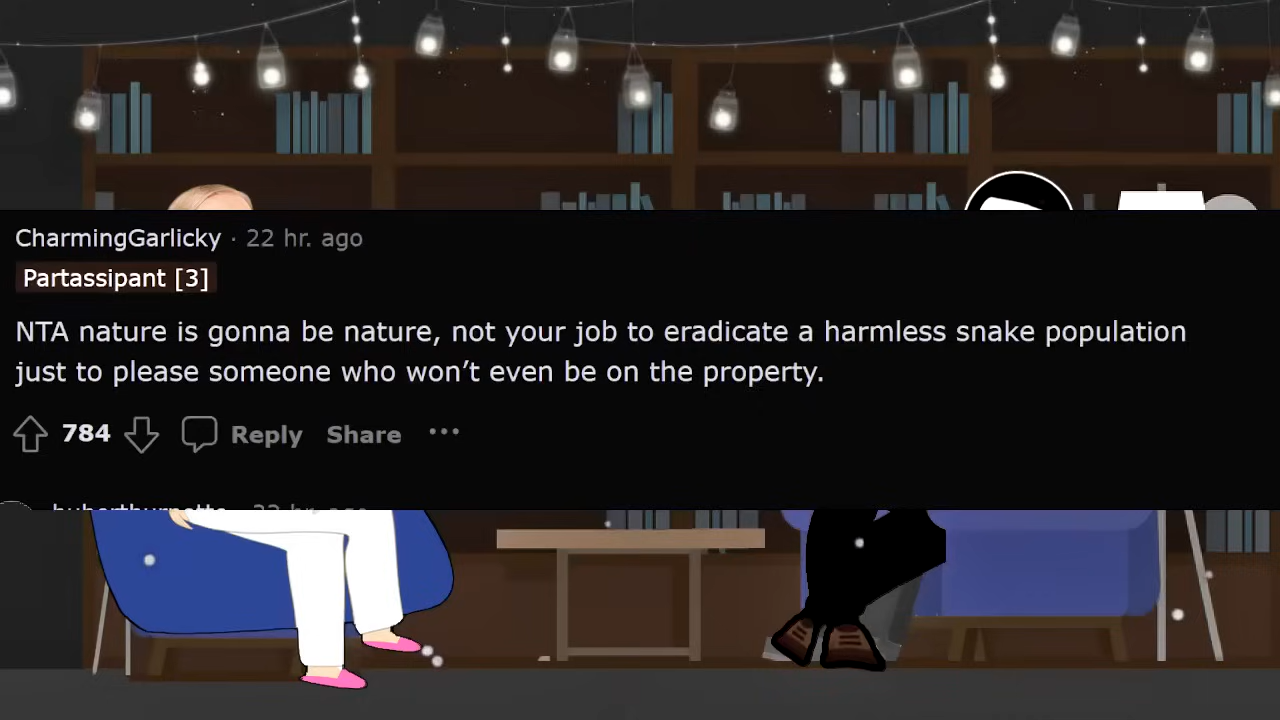 CharmingGarlicky · 22 hr. ago
Partassipant [3]
NTA nature is gonna be nature, not your job to eradicate a harmless snake population
just to please someone who won’t even be on the property.
784 Reply Share ···